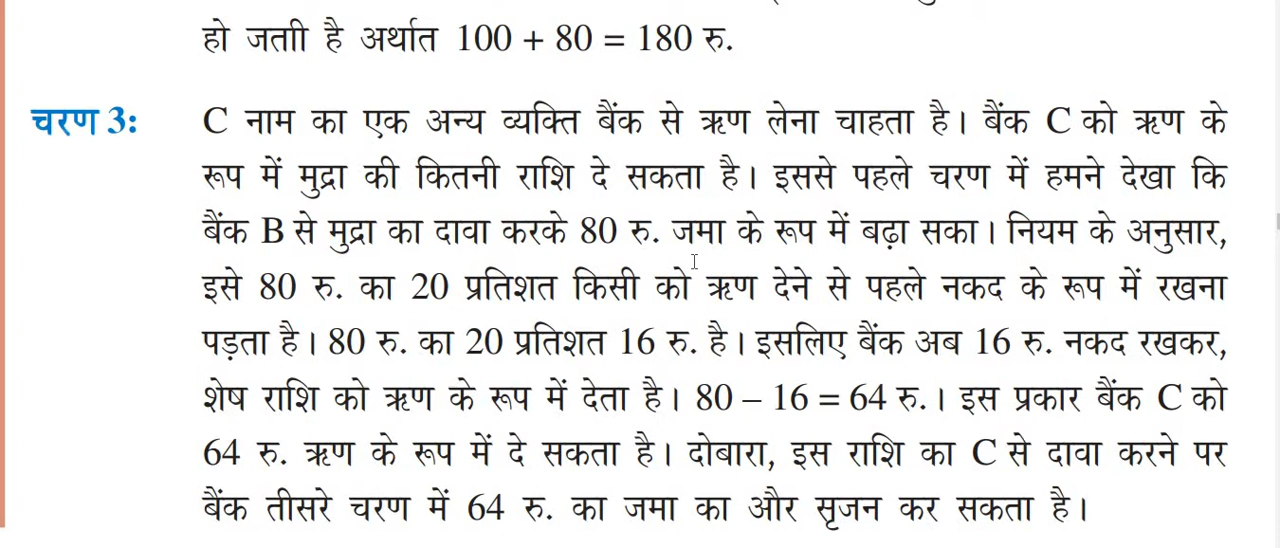 हो जताी है अर्थात 100 + 80 = 180 रु.
चरण 3: C नाम का एक अन्य व्यक्ति बैंक से ऋण लेना चाहता है। बैंक C को ऋण के
रूप में मुद्रा की कितनी राशि दे सकता है। इससे पहले चरण में हमने देखा कि
बैंक B से मुद्रा का दावा करके 80 रु. जमा के रूप में बढ़ा सका। नियम के अनुसार,
इसे 80 रु. का 20 प्रतिशत किसी को ऋण देने से पहले नकद के रूप में रखना
पड़ता है। 80 रु. का 20 प्रतिशत 16 रु. है। इसलिए बैंक अब 16 रु. नकद रखकर,
शेष राशि को ऋण के रूप में देता है। 80 – 16 = 64 रु.। इस प्रकार बैंक C को
64 रु. ऋण के रूप में दे सकता है। दोबारा, इस राशि का C से दावा करने पर
बैंक तीसरे चरण में 64 रु. का जमा का और सृजन कर सकता है।